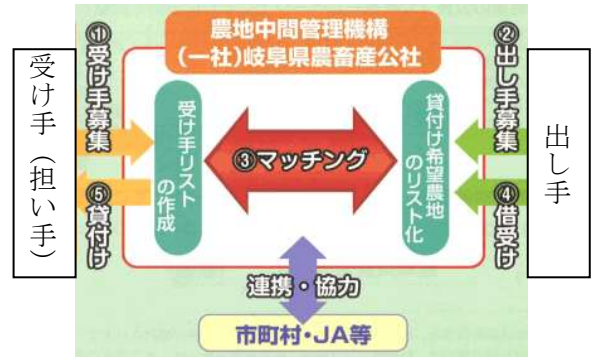 農地中間管理機構
(一社)岐阜県農畜産公社
受け手（担い手）
①受け手募集
⑤貸付け
受け手リスト
の作成
③マッチング
貸付け希望農地
のリスト化
②出し手募集
④借受け
出し手
連携・協力
市町村・JA等